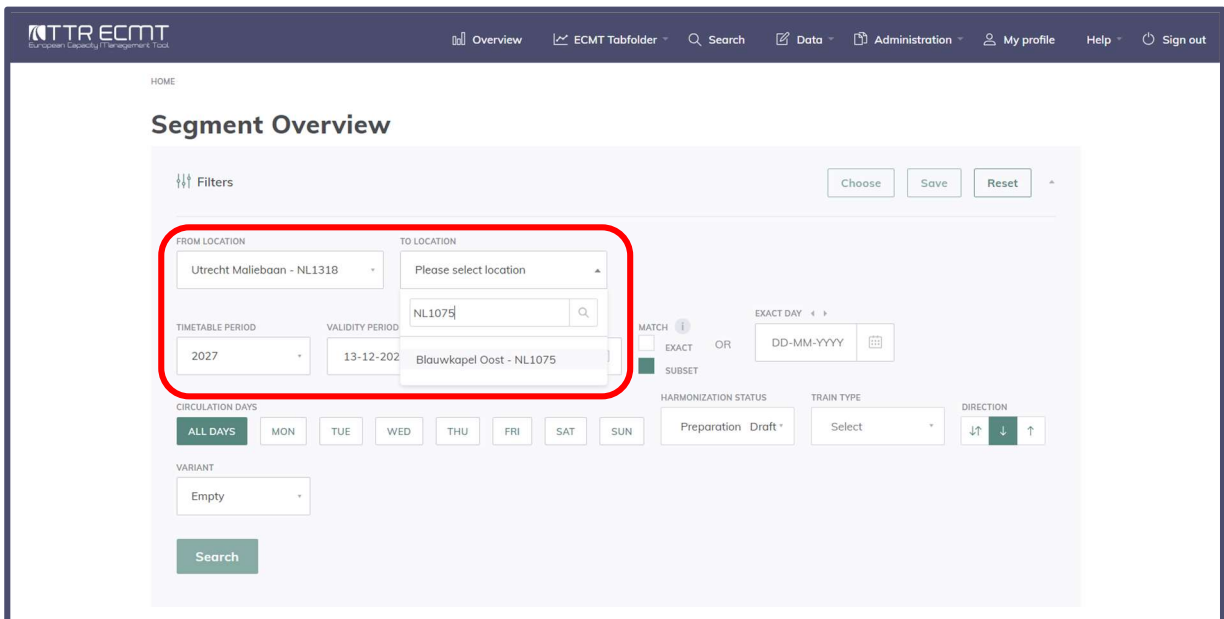 TTR ECMT
European Capacity Management Tool
Overview ECMT Tabfolder Search Data Administration My profile Help Sign out
HOME
Segment Overview
Filters Choose Save Reset
FROM LOCATION TO LOCATION
Utrecht Maliebaan - NL1318 Please select location
NL1075
TIMETABLE PERIOD VALIDITY PERIOD MATCH i EXACT DAY
2027 13-12-202 EXACT OR DD-MM-YYYY
Blauwkapel Oost - NL1075
SUBSET
CIRCULATION DAYS HARMONIZATION STATUS TRAIN TYPE DIRECTION
ALL DAYS MON TUE WED THU FRI SAT SUN Preparation Draft Select
VARIANT
Empty
Search